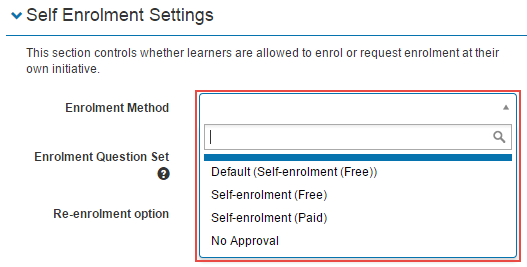 Self Enrolment Settings
This section controls whether learners are allowed to enrol or request enrolment at their
own initiative.
Enrolment Method
Enrolment Question Set
?
Re-enrolment option
Default (Self-enrolment (Free))
Self-enrolment (Free)
Self-enrolment (Paid)
No Approval